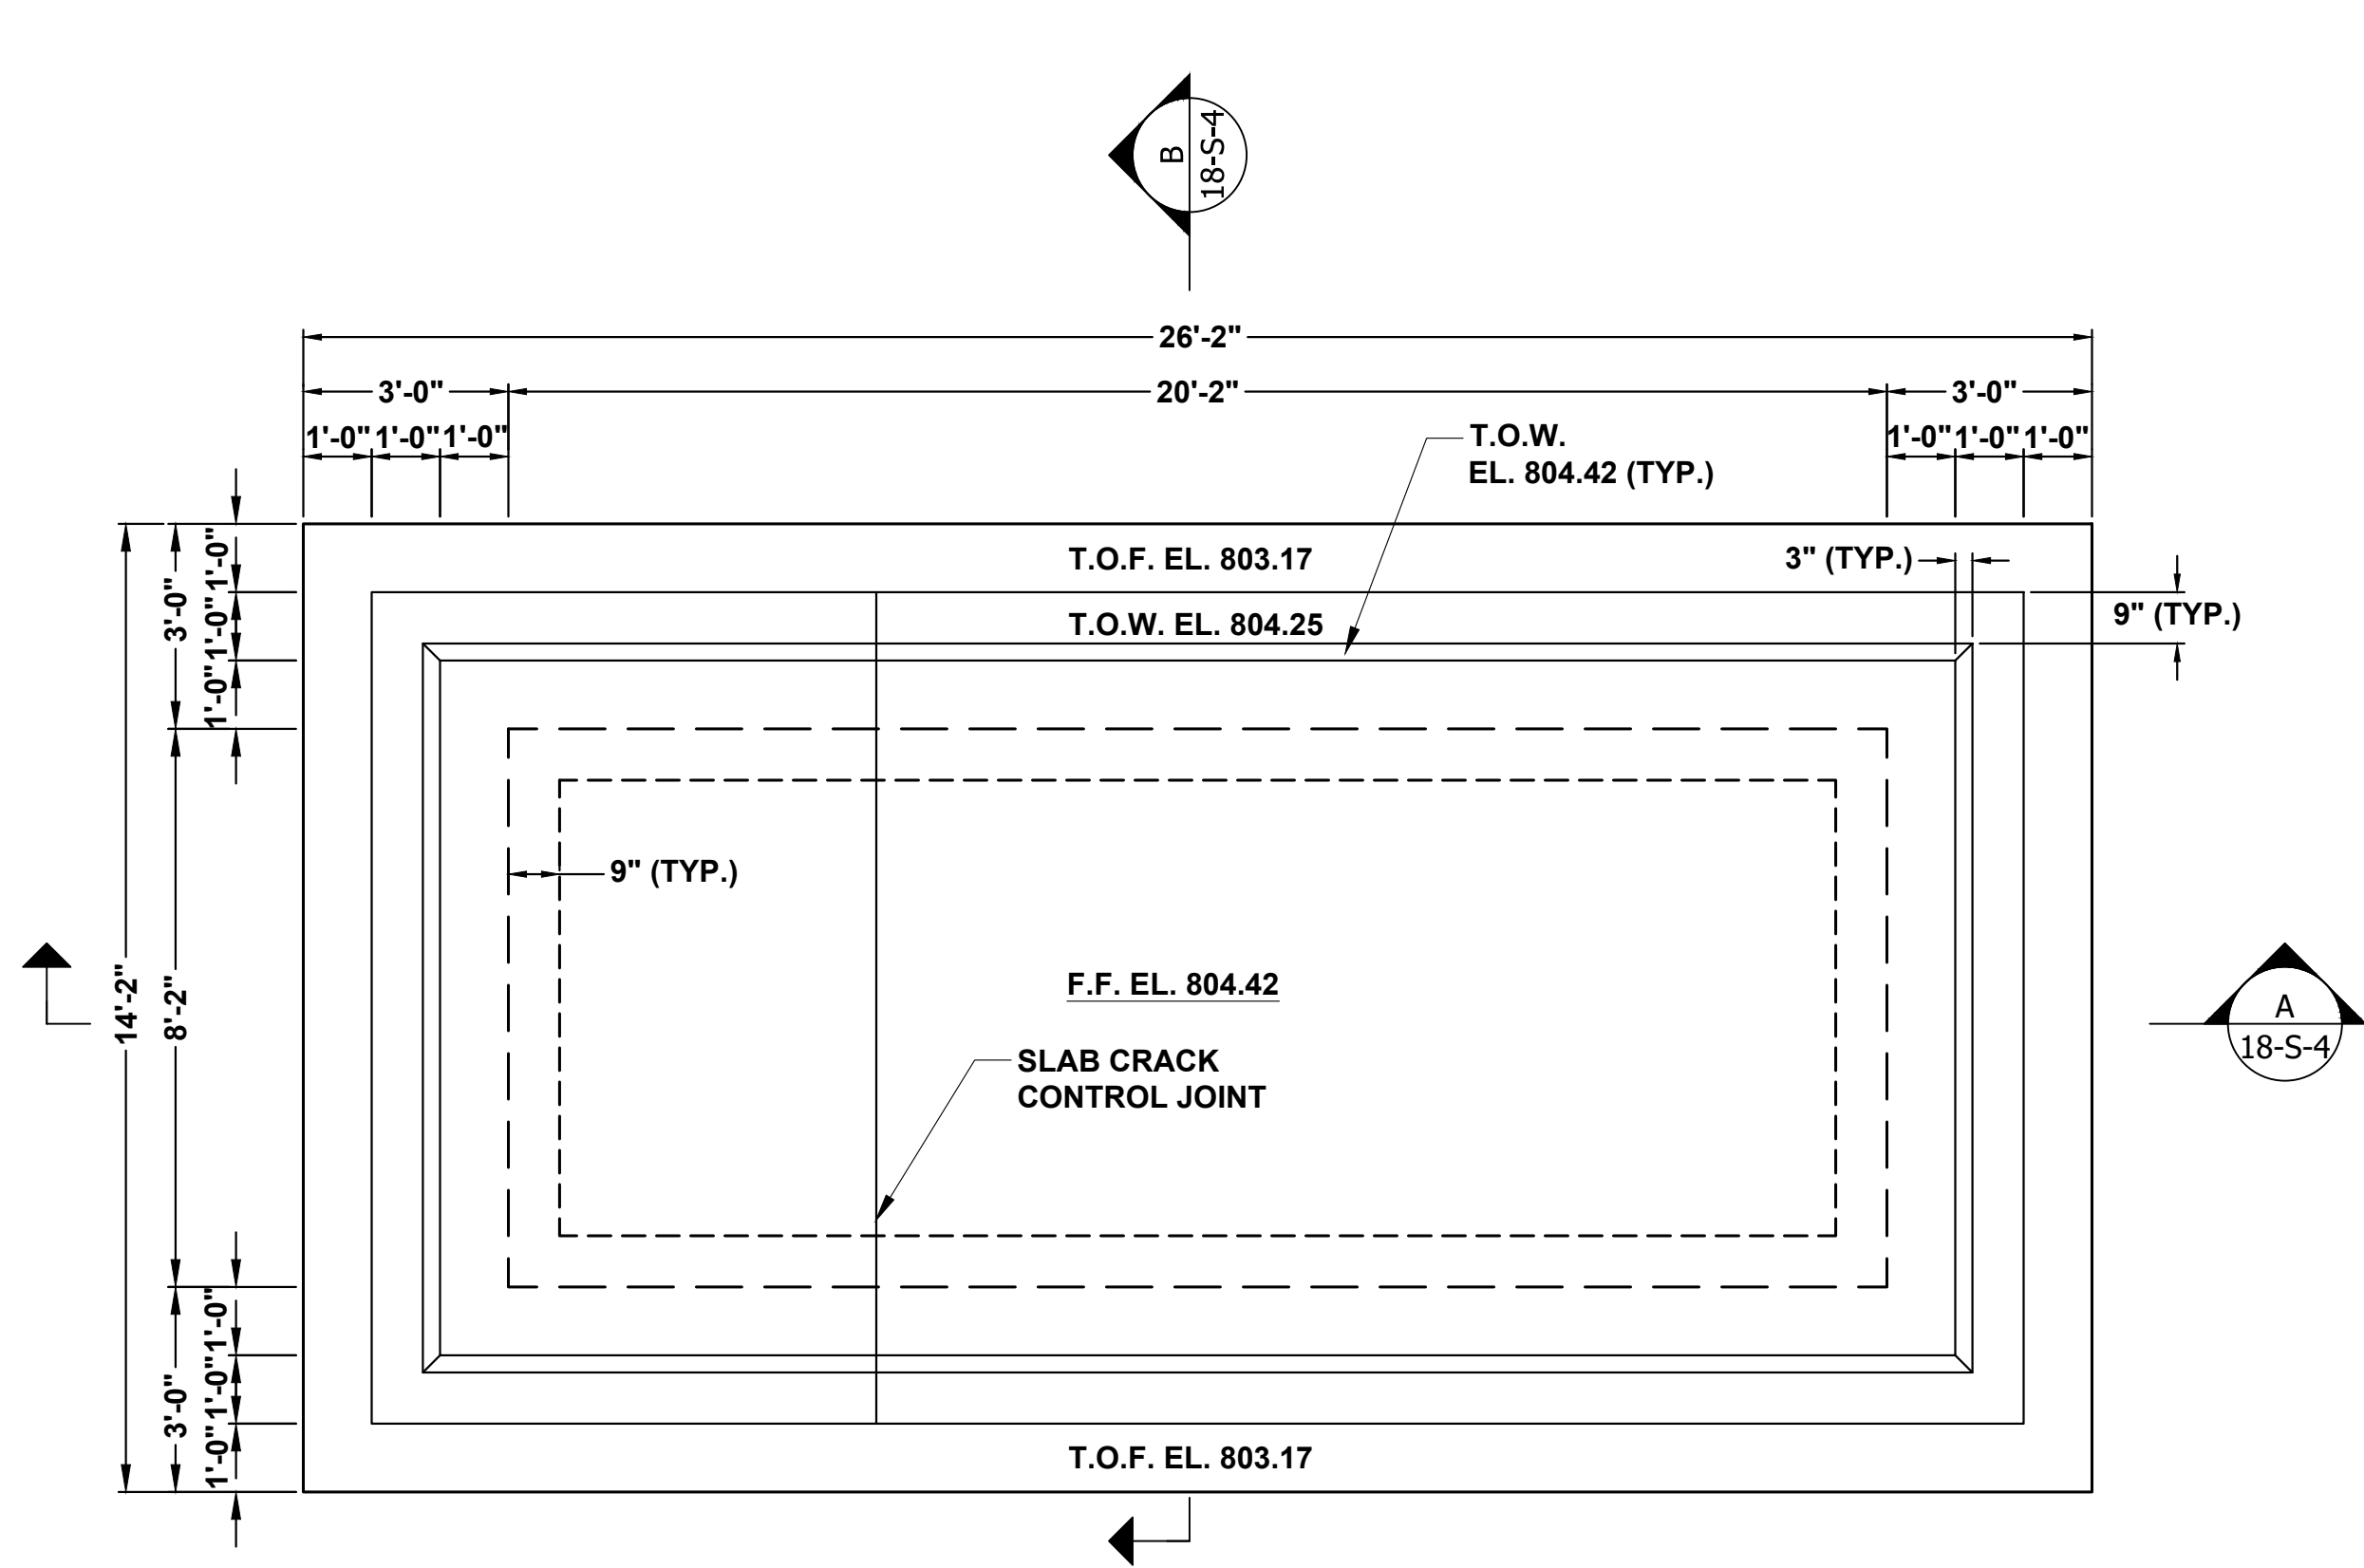 B
18-S-4
26'-2"
3'-0"
20'-2"
3'-0"
1'-0"
1'-0"
1'-0"
1'-0"
1'-0"
1'-0"
T.O.W.
EL. 804.42 (TYP.)
T.O.F. EL. 803.17
3" (TYP.)
T.O.W. EL. 804.25
9" (TYP.)
1'-0"
1'-0"
1'-0"
3'-0"
9" (TYP.)
14'-2"
8'-2"
F.F. EL. 804.42
A
18-S-4
SLAB CRACK
CONTROL JOINT
1'-0"
1'-0"
1'-0"
3'-0"
T.O.F. EL. 803.17